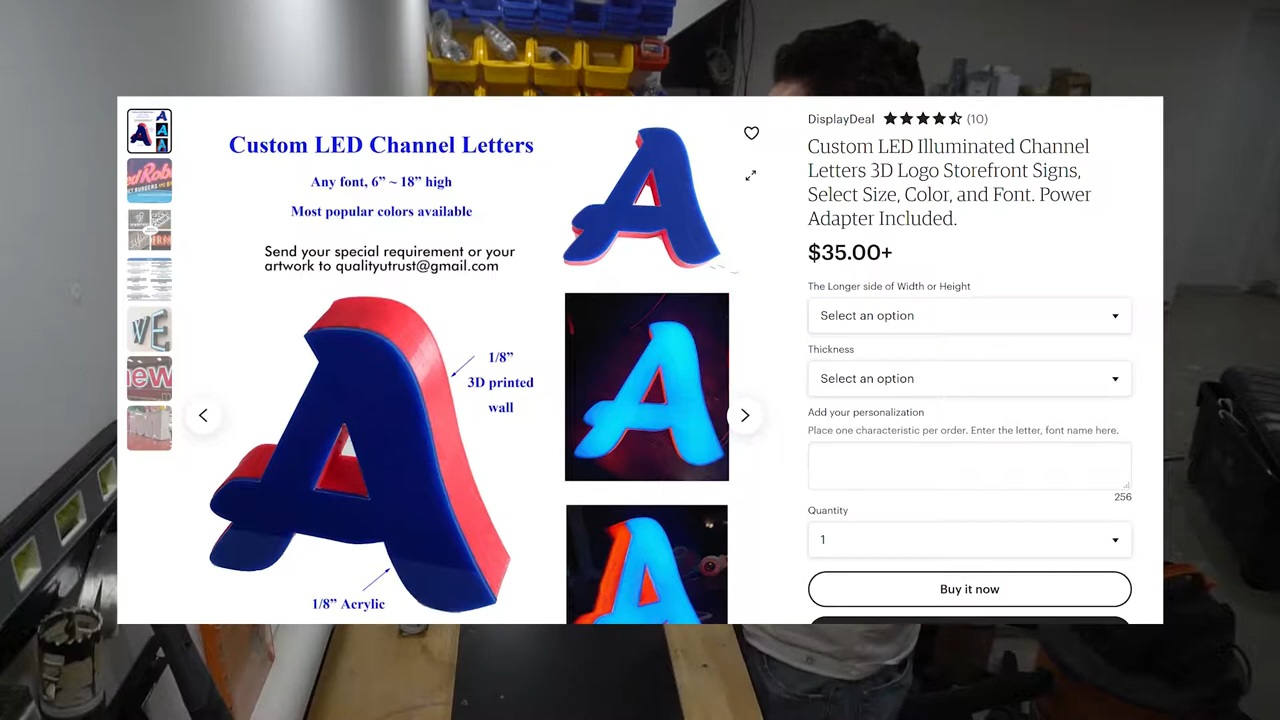 Custom LED Channel Letters
Any font, 6” ~ 18” high
Most popular colors available
Send your special requirement or your
artwork to qualityutrust@gmail.com
1/8”
3D printed
wall
1/8” Acrylic
DisplayDeal
(10)
Custom LED Illuminated Channel
Letters 3D Logo Storefront Signs,
Select Size, Color, and Font. Power
Adapter Included.
$35.00+
The Longer side of Width or Height
Select an option
Thickness
Select an option
Add your personalization
Place one characteristic per order. Enter the letter, font name here.
256
Quantity
1
Buy it now